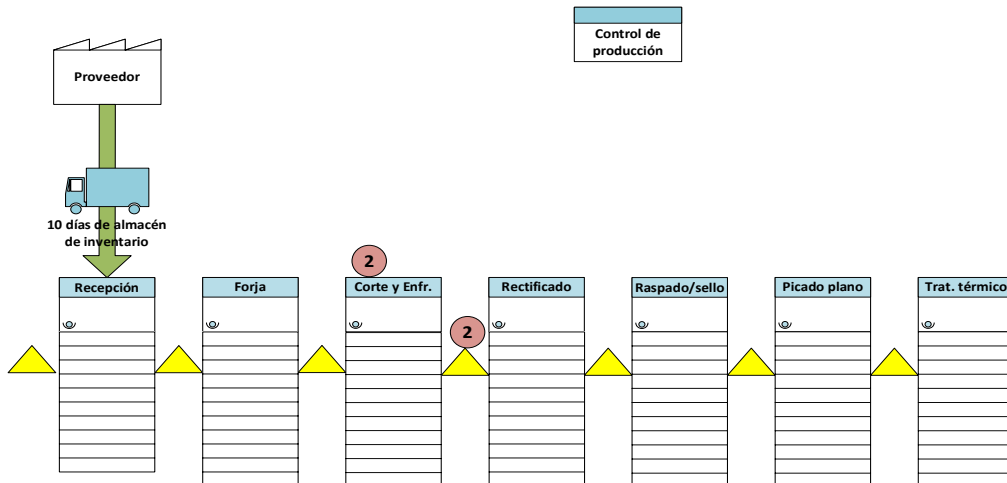 Control de
producción
Proveedor
10 días de almacén
de inventario
2
Recepción
Forja
Corte y Enfr.
Rectificado
Raspado/sello
Picado plano
Trat. térmico
2